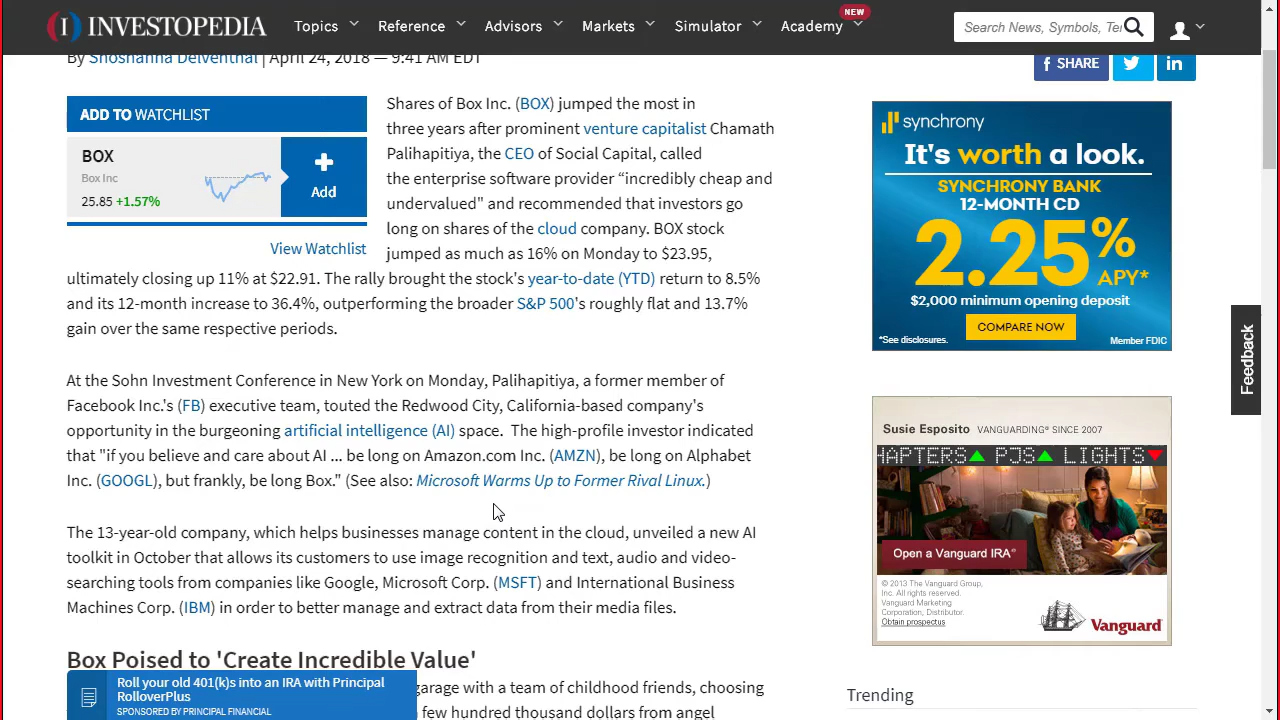 INVESTOPEDIA
Topics
Reference
Advisors
Markets
Simulator
Academy
NEW
Search News, Symbols, Te
By Shoshanna Delventhal | April 24, 2018 — 9:41 AM EDT
SHARE
ADD TO WATCHLIST
BOX
Box Inc
25.85 +1.57%
Add
View Watchlist
Shares of Box Inc. (BOX) jumped the most in
three years after prominent venture capitalist Chamath
Palihapitiya, the CEO of Social Capital, called
the enterprise software provider “incredibly cheap and
undervalued" and recommended that investors go
long on shares of the cloud company. BOX stock
jumped as much as 16% on Monday to $23.95,
ultimately closing up 11% at $22.91. The rally brought the stock's year-to-date (YTD) return to 8.5%
and its 12-month increase to 36.4%, outperforming the broader S&P 500's roughly flat and 13.7%
gain over the same respective periods.
At the Sohn Investment Conference in New York on Monday, Palihapitiya, a former member of
Facebook Inc.'s (FB) executive team, touted the Redwood City, California-based company's
opportunity in the burgeoning artificial intelligence (AI) space.  The high-profile investor indicated
that "if you believe and care about AI ... be long on Amazon.com Inc. (AMZN), be long on Alphabet
Inc. (GOOGL), but frankly, be long Box.” (See also: Microsoft Warms Up to Former Rival Linux.)
The 13-year-old company, which helps businesses manage content in the cloud, unveiled a new AI
toolkit in October that allows its customers to use image recognition and text, audio and video-
searching tools from companies like Google, Microsoft Corp. (MSFT) and International Business
Machines Corp. (IBM) in order to better manage and extract data from their media files.
Box Poised to 'Create Incredible Value'
garage with a team of childhood friends, choosing
few hundred thousand dollars from angel
Roll your old 401(k)s into an IRA with Principal
RolloverPlus
SPONSORED BY PRINCIPAL FINANCIAL
synchrony
It's worth a look.
SYNCHRONY BANK
12-MONTH CD
2.25%
APY*
$2,000 minimum opening deposit
COMPARE NOW
*See disclosures.
Member FDIC
Feedback
Susie Esposito VANGUARDING® SINCE 2007
HAPTERS PJS LIGHTS
Open a Vanguard IRA®
© 2013 The Vanguard Group,
Inc. All rights reserved.
Vanguard Marketing
Corporation, Distributor.
Obtain prospectus
Vanguard
Trending